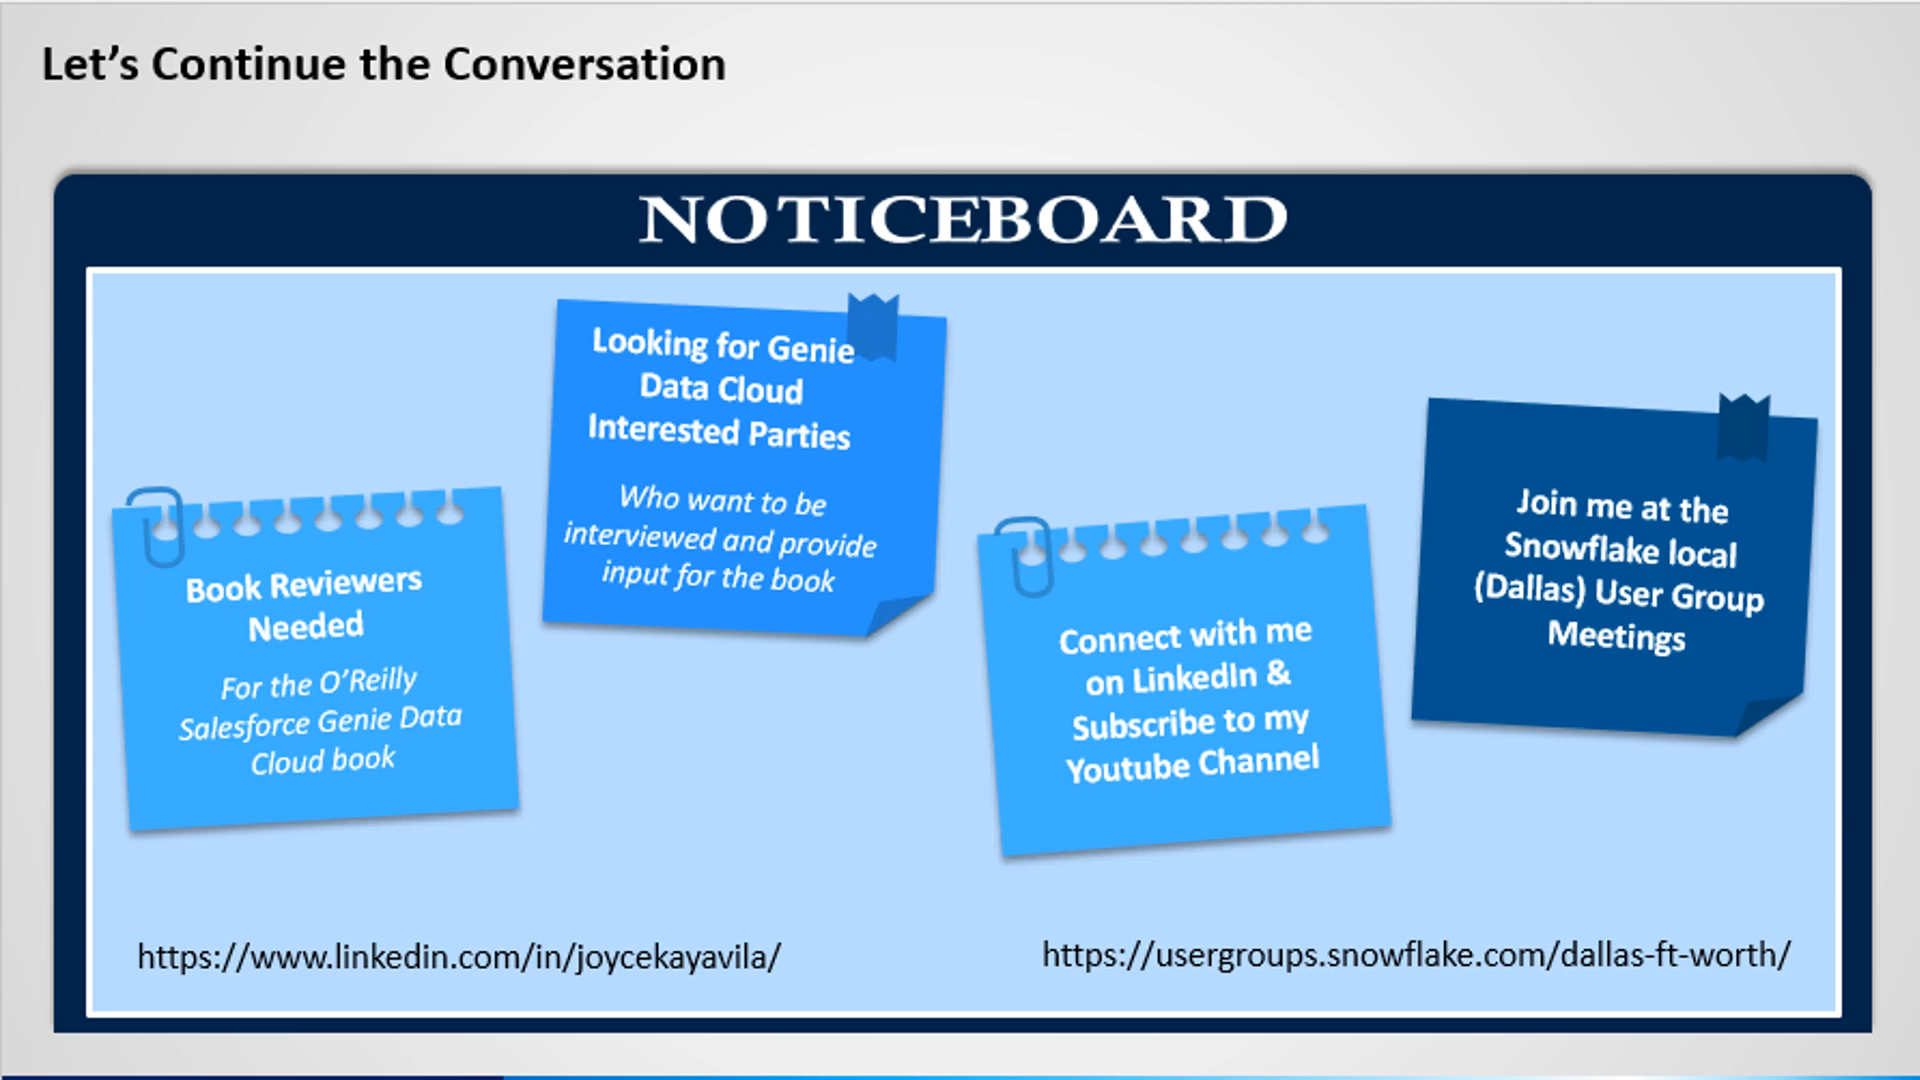 Let’s Continue the Conversation
NOTICEBOARD
Book Reviewers
Needed
For the O’Reilly
Salesforce Genie Data
Cloud book
Looking for Genie
Data Cloud
Interested Parties
Who want to be
interviewed and provide
input for the book
Connect with me
on LinkedIn &
Subscribe to my
Youtube Channel
Join me at the
Snowflake local
(Dallas) User Group
Meetings
https://www.linkedin.com/in/joycekayavila/
https://usergroups.snowflake.com/dallas-ft-worth/